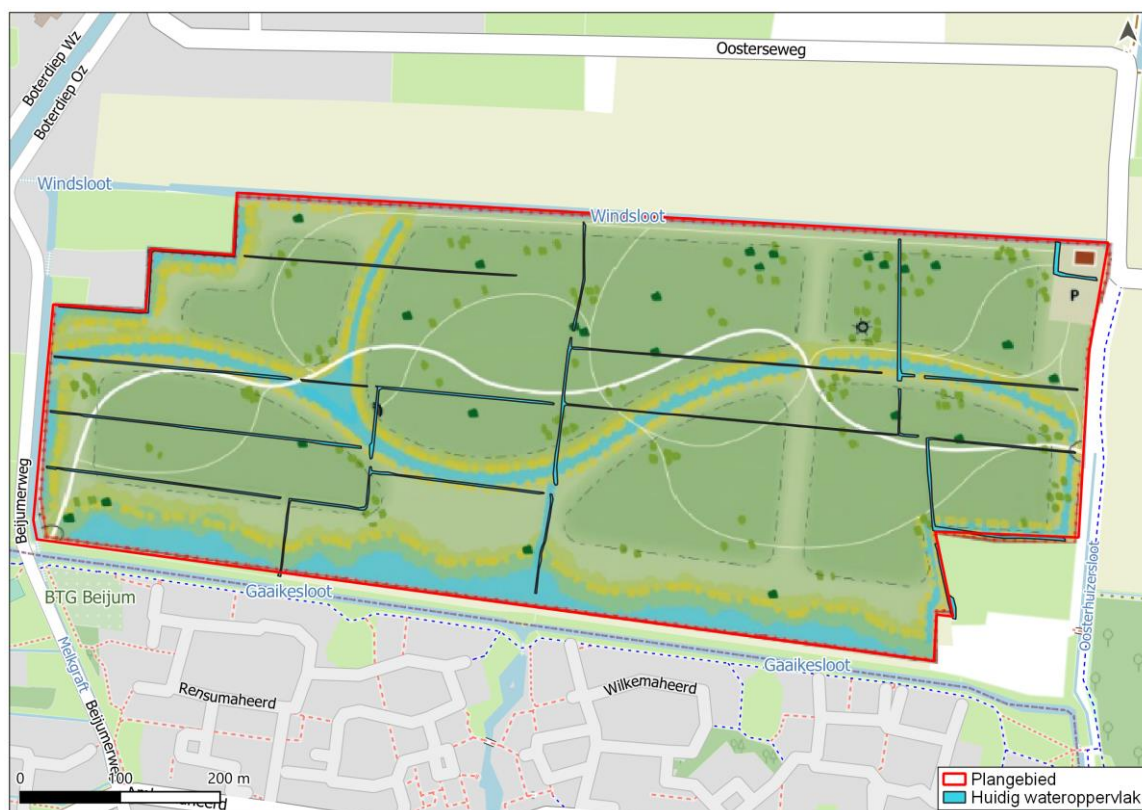 Boterdiep Wz
Boterdiep Oz
Oosterseweg
Windsloot
Windsloot
P
Beijumerweg
Oosterhuizersloot
BTG Beijum
Gaaikesloot
Gaaikesloot
Melkgraft
Beijumerweg
Rensumaheerd
Wilkemaheerd
0 100 200 m
Plangebied
Huidig wateroppervlak